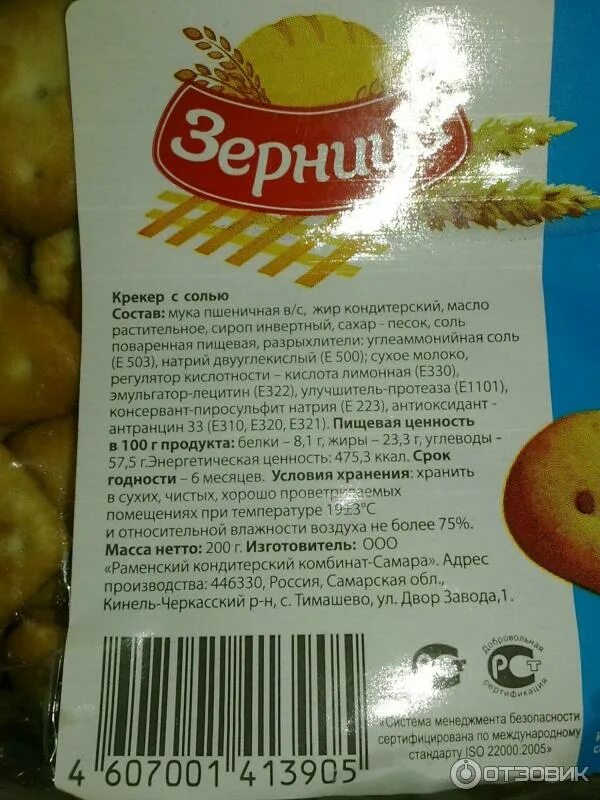 Зерница
Крекер с солью
Состав: мука пшеничная в/с, жир кондитерский, масло
растительное, сироп инвертный, сахар - песок, соль
поваренная пищевая, разрыхлители: углеаммонийная соль
(Е 503), натрий двууглекислый (Е 500); сухое молоко,
регулятор кислотности – кислота лимонная (Е330),
эмульгатор-лецитин (Е322), улучшитель-протеаза (Е1101),
консервант-пиросульфит натрия (Е 223), антиоксидант -
антранцин 33 (Е310, Е320, Е321). Пищевая ценность
в 100 г продукта: белки – 8,1 г, жиры – 23,3 г, углеводы -
57,5 г.Энергетическая ценность: 475,3 ккал. Срок
годности – 6 месяцев. Условия хранения: хранить
в сухих, чистых, хорошо проветриваемых
помещениях при температуре 19±3°С
и относительной влажности воздуха не более 75%.
Масса нетто: 200 г. Изготовитель: ООО
«Раменский кондитерский комбинат-Самара». Адрес
производства: 446330, Россия, Самарская обл.,
Кинель-Черкасский р-н, с. Тимашево, ул. Двор Завода,1.
Добровольная
РСТ
РСТ
сертификация
«Система менеджмента безопасности
сертифицирована по международному
стандарту ISO 22000:2005»
4 607001 413905
ОТЗОВИК